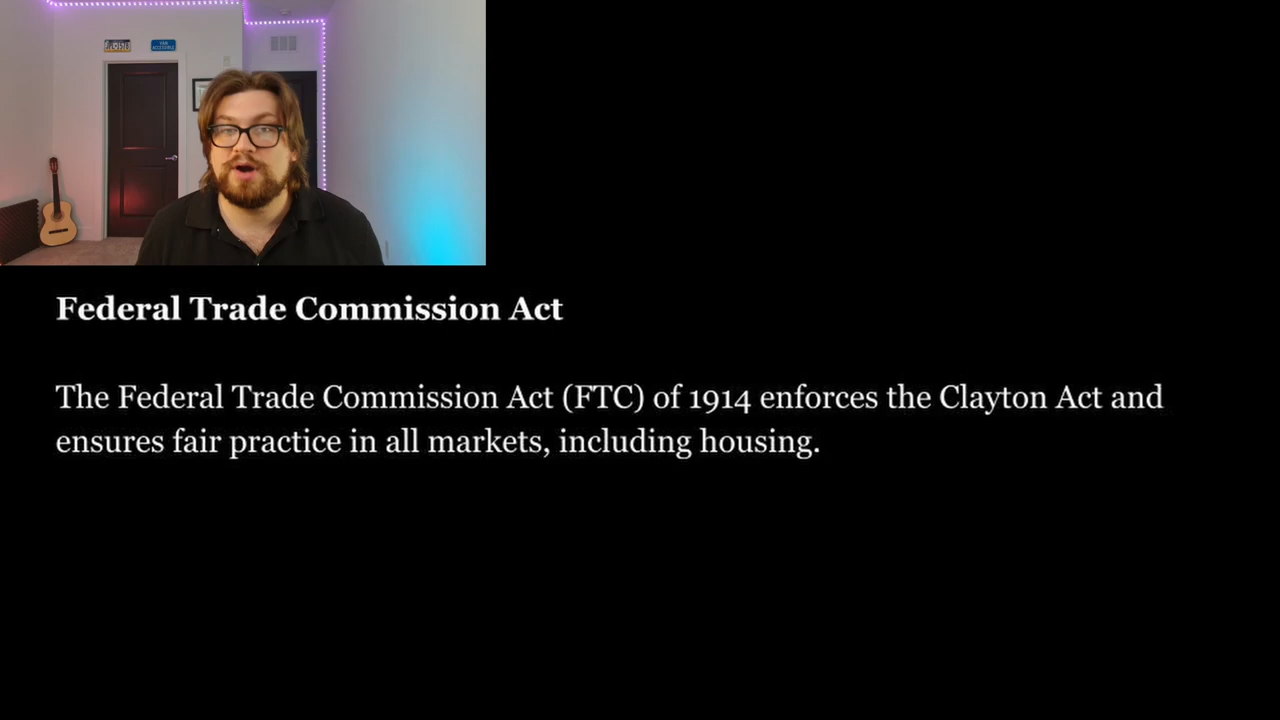 Federal Trade Commission Act
The Federal Trade Commission Act (FTC) of 1914 enforces the Clayton Act and
ensures fair practice in all markets, including housing.